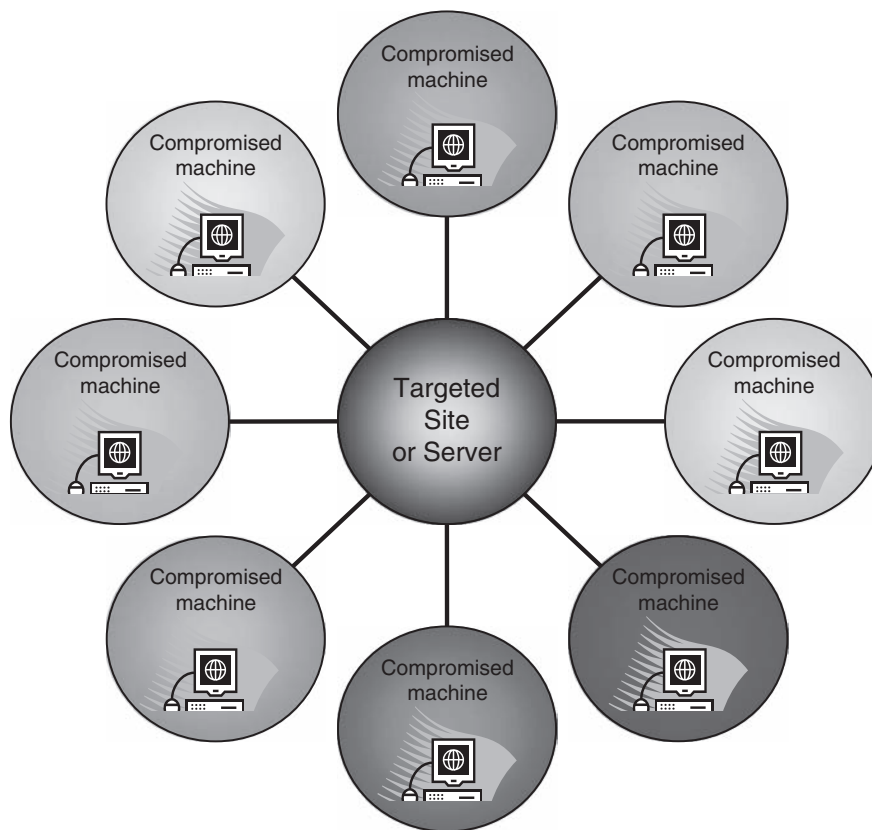 Compromised
machine
Compromised
machine
Compromised
machine
Compromised
machine
Targeted
Site
or Server
Compromised
machine
Compromised
machine
Compromised
machine
Compromised
machine